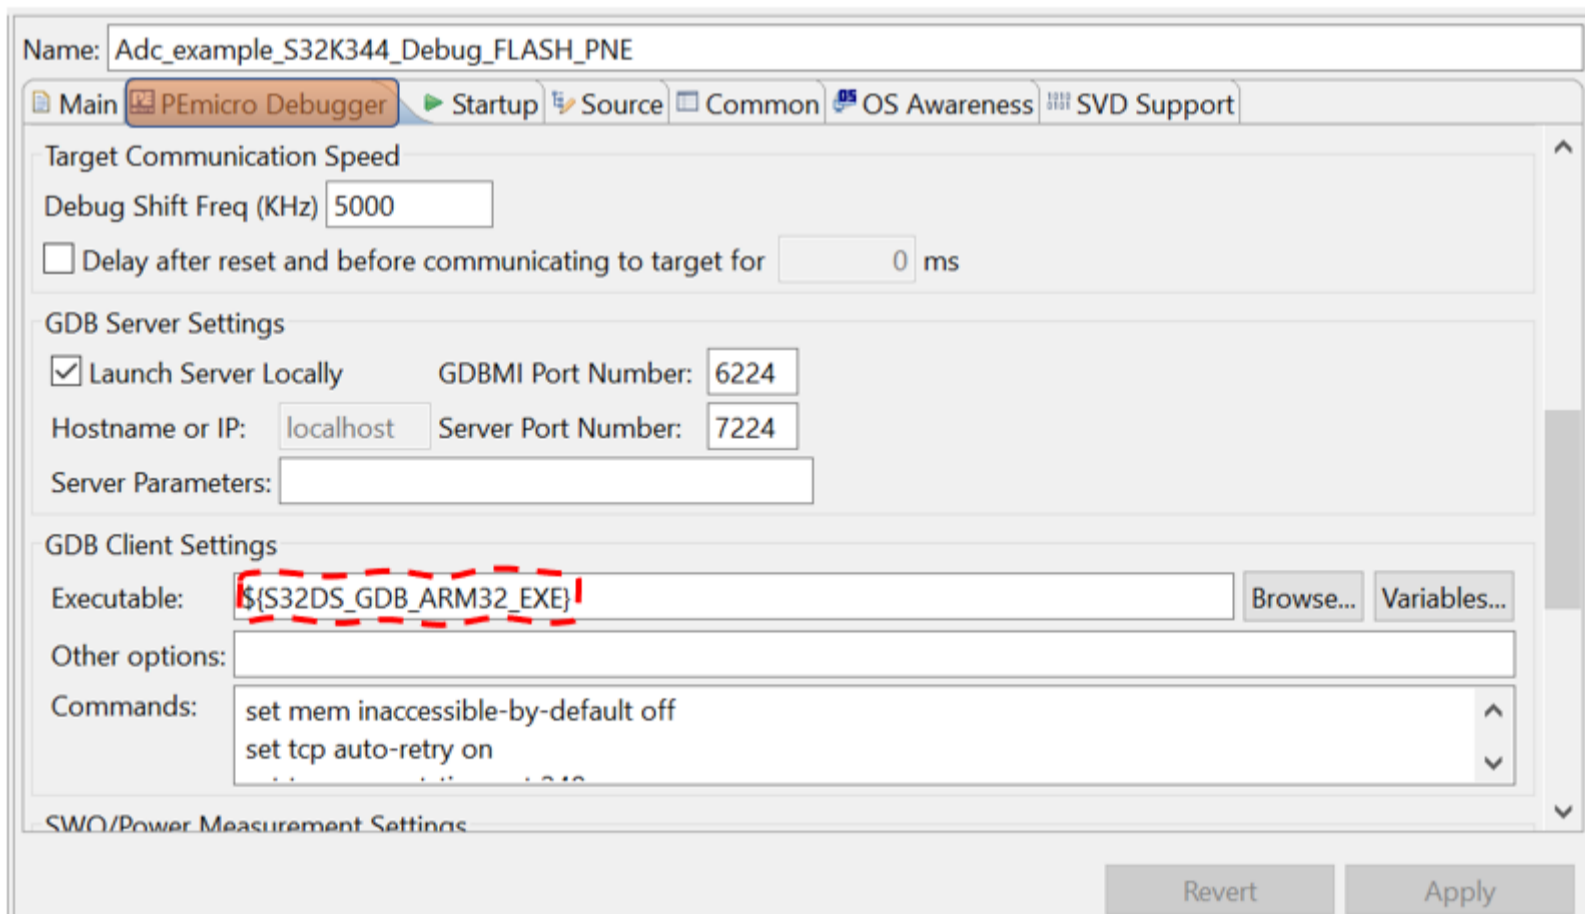 Name: Adc_example_S32K344_Debug_FLASH_PNE
Main PEmicro Debugger Startup Source Common OS Awareness SVD Support
Target Communication Speed
Debug Shift Freq (KHz) 5000
Delay after reset and before communicating to target for 0 ms
GDB Server Settings
Launch Server Locally GDBMI Port Number: 6224
Hostname or IP: localhost Server Port Number: 7224
Server Parameters:
GDB Client Settings
Executable: ${S32DS_GDB_ARM32_EXE} Browse... Variables...
Other options:
Commands: set mem inaccessible-by-default off
set tcp auto-retry on
SWO/Power Measurement Settings
Revert Apply